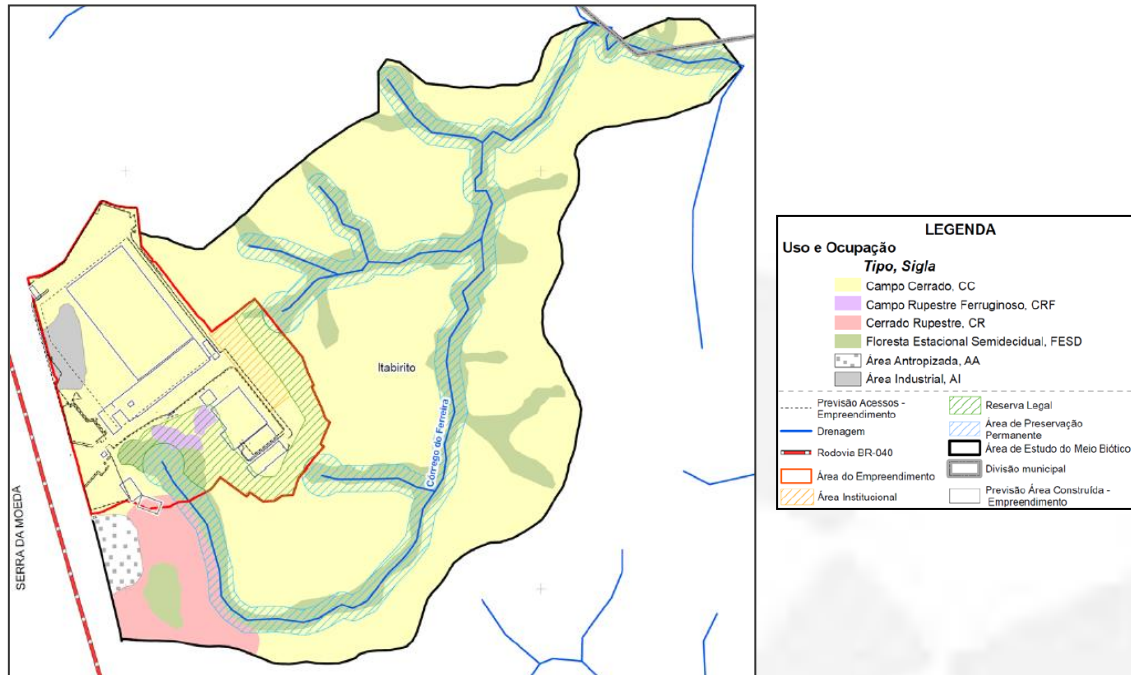 Itabirito
Córrego do Ferreira
SERRA DA MOEDA
LEGENDA
Uso e Ocupação
Tipo, Sigla
Campo Cerrado, CC
Campo Rupestre Ferruginoso, CRF
Cerrado Rupestre, CR
Floresta Estacional Semidecidual, FESD
Área Antropizada, AA
Área Industrial, AI
Previsão Acessos -
Empreendimento
Drenagem
Rodovia BR-040
Área do Empreendimento
Área Institucional
Reserva Legal
Área de Preservação
Permanente
Área de Estudo do Meio Biótico
Divisão municipal
Previsão Área Construída -
Empreendimento